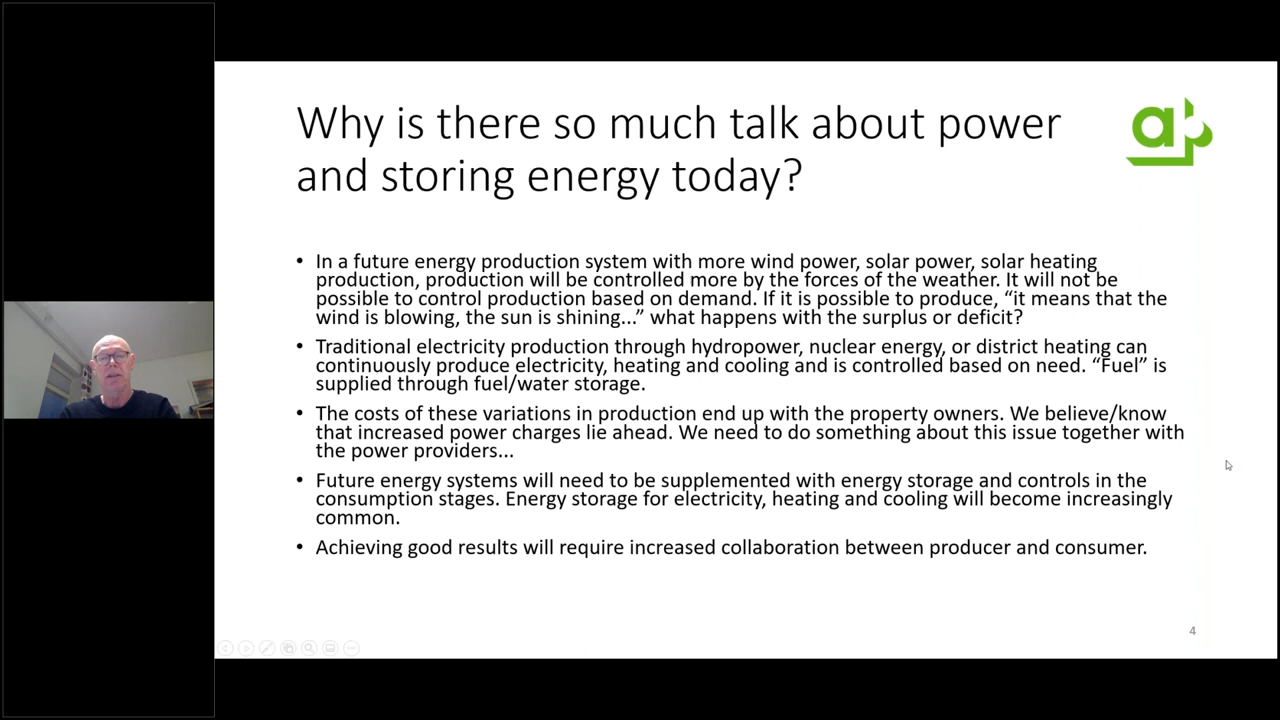 Why is there so much talk about power
and storing energy today?
• In a future energy production system with more wind power, solar power, solar heating
production, production will be controlled more by the forces of the weather. It will not be
possible to control production based on demand. If it is possible to produce, “it means that the
wind is blowing, the sun is shining...” what happens with the surplus or deficit?
• Traditional electricity production through hydropower, nuclear energy, or district heating can
continuously produce electricity, heating and cooling and is controlled based on need. “Fuel” is
supplied through fuel/water storage.
• The costs of these variations in production end up with the property owners. We believe/know
that increased power charges lie ahead. We need to do something about this issue together with
the power providers...
• Future energy systems will need to be supplemented with energy storage and controls in the
consumption stages. Energy storage for electricity, heating and cooling will become increasingly
common.
• Achieving good results will require increased collaboration between producer and consumer.
4